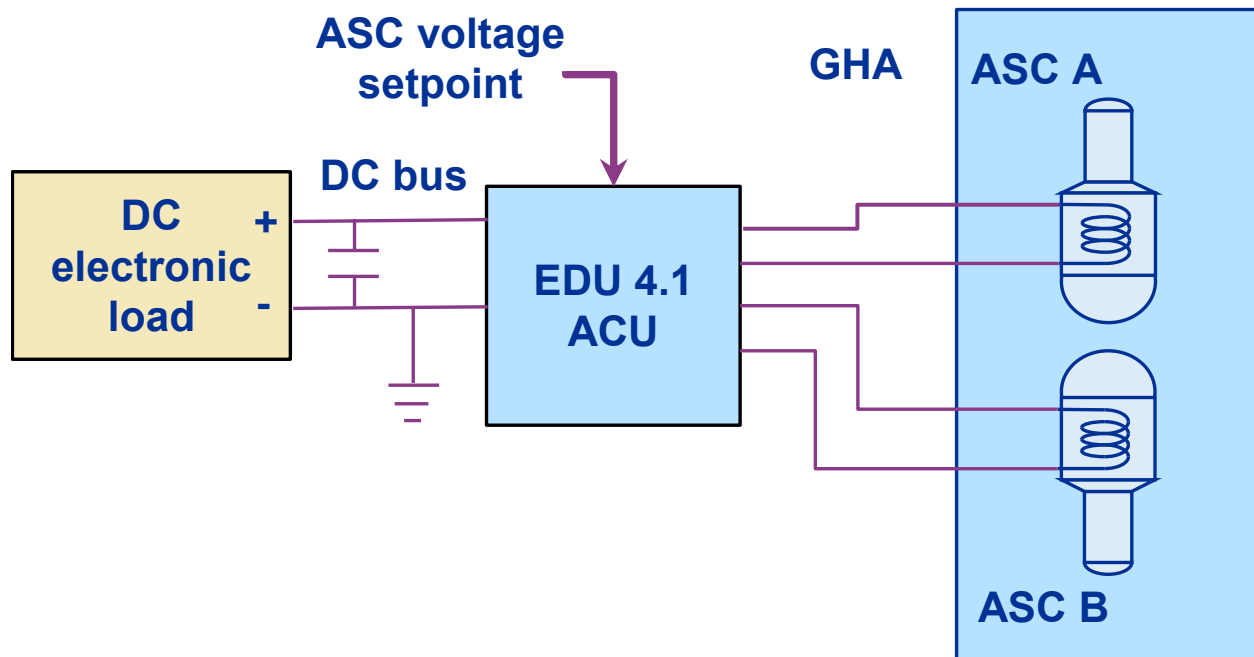 ASC voltage
setpoint
GHA
ASC A
DC bus
DC
electronic
load
+
-
EDU 4.1
ACU
ASC B